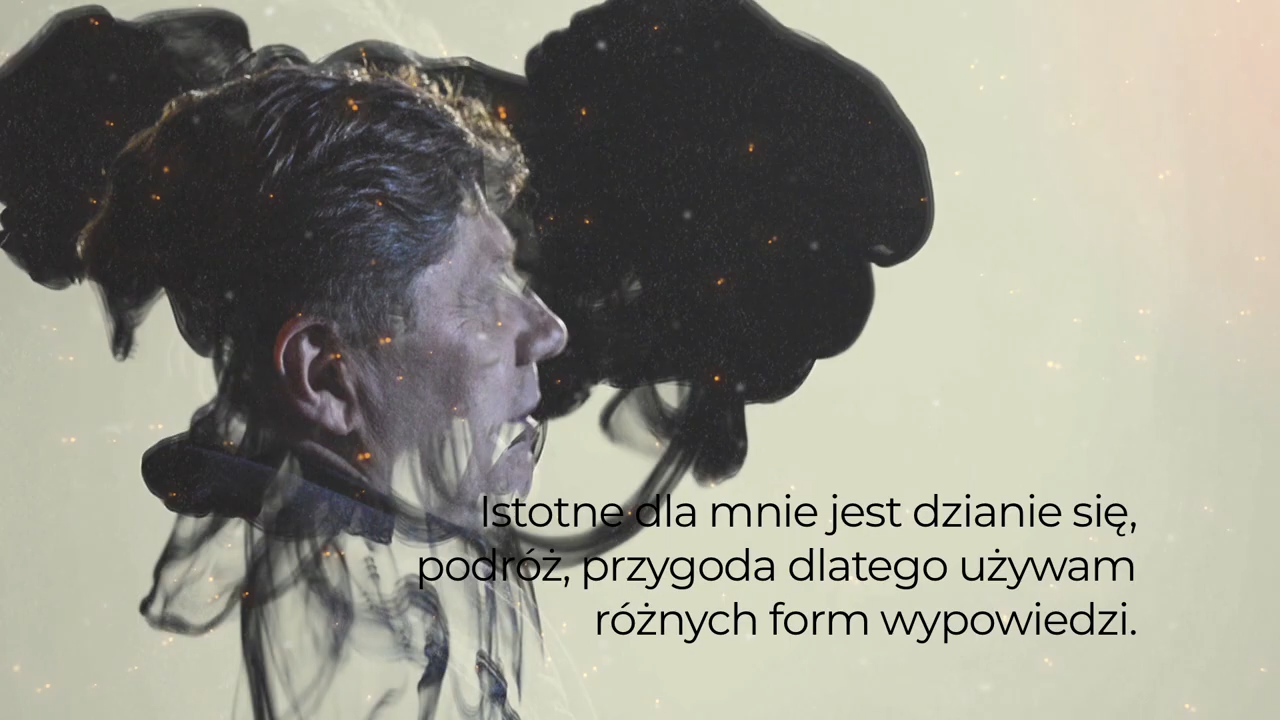 Istotne dla mnie jest dzianie się,
podróż, przygoda dlatego używam
różnych form wypowiedzi.